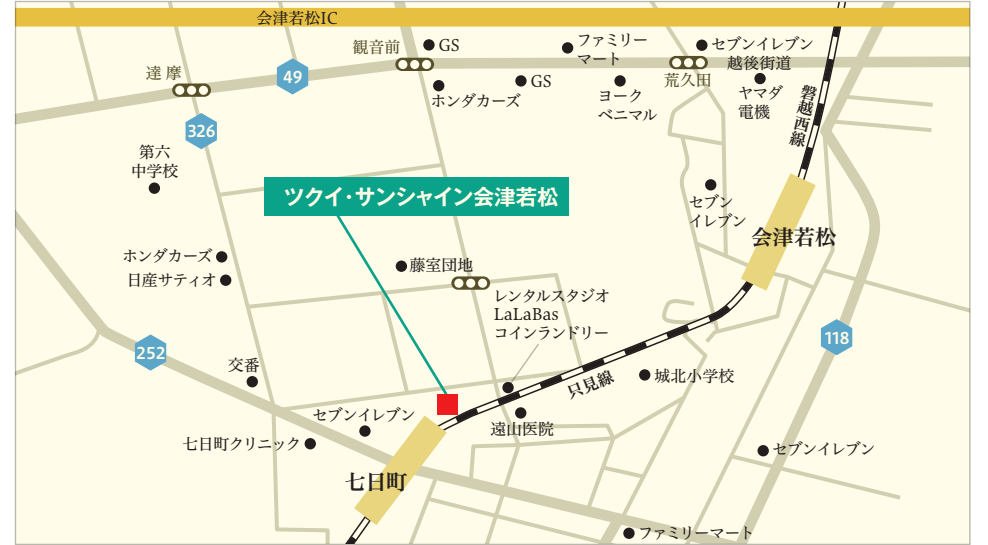 会津若松IC
観音前
GS
ファミリー
マート
セブンイレブン
越後街道
達摩
49
GS
荒久田
ヤマダ
電機
ホンダカーズ
ヨーク
ベニマル
磐越西線
326
第六
中学校
ツクイ・サンシャイン会津若松
セブン
イレブン
会津若松
ホンダカーズ
日産サティオ
藤室団地
レンタルスタジオ
LaLaBas
コインランドリー
252
118
交番
只見線
城北小学校
セブンイレブン
遠山医院
七日町クリニック
セブンイレブン
七日町
ファミリーマート